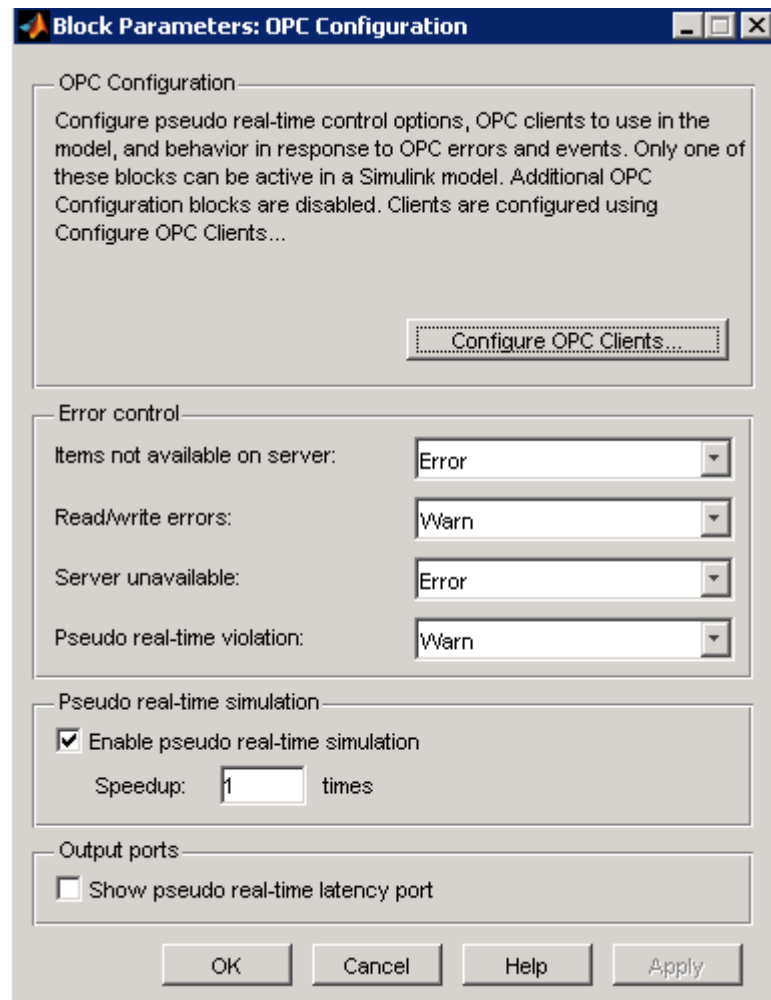 Block Parameters: OPC Configuration
OPC Configuration
Configure pseudo real-time control options, OPC clients to use in the
model, and behavior in response to OPC errors and events. Only one of
these blocks can be active in a Simulink model. Additional OPC
Configuration blocks are disabled. Clients are configured using
Configure OPC Clients...
Configure OPC Clients...
Error control
Items not available on server: Error
Read/write errors: Warn
Server unavailable: Error
Pseudo real-time violation: Warn
Pseudo real-time simulation
Enable pseudo real-time simulation
Speedup: 1 times
Output ports
Show pseudo real-time latency port
OK Cancel Help Apply